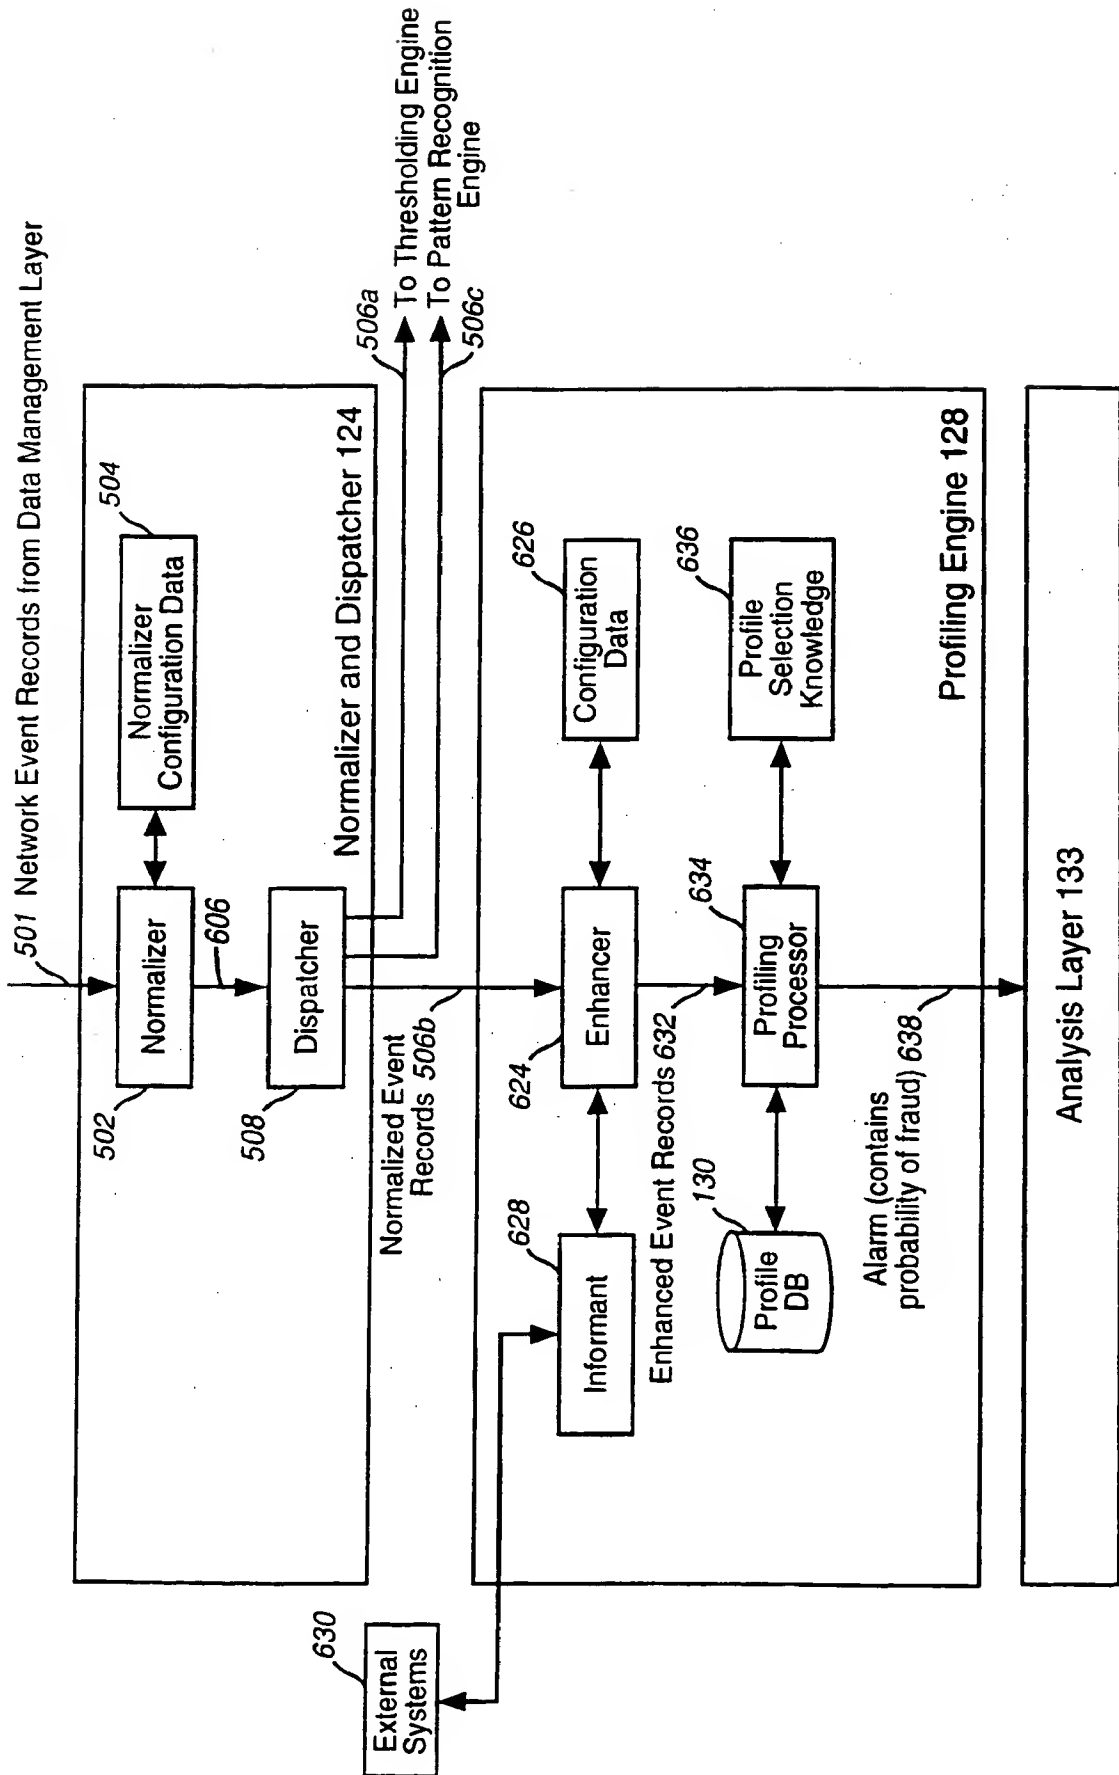 501 Network Event Records from Data Management Layer
Normalizer
502
Normalizer
Configuration Data
504
606
Dispatcher
508
Normalizer and Dispatcher 124
506a
To Thresholding Engine
To Pattern Recognition
Engine
506c
Normalized Event
Records 506b
External
Systems
630
Informant
628
Enhancer
624
Configuration
Data
626
Enhanced Event Records 632
Profile
DB
130
Profiling
Processor
634
Profile
Selection
Knowledge
636
Profiling Engine 128
Alarm (contains
probability of fraud) 638
Analysis Layer 133